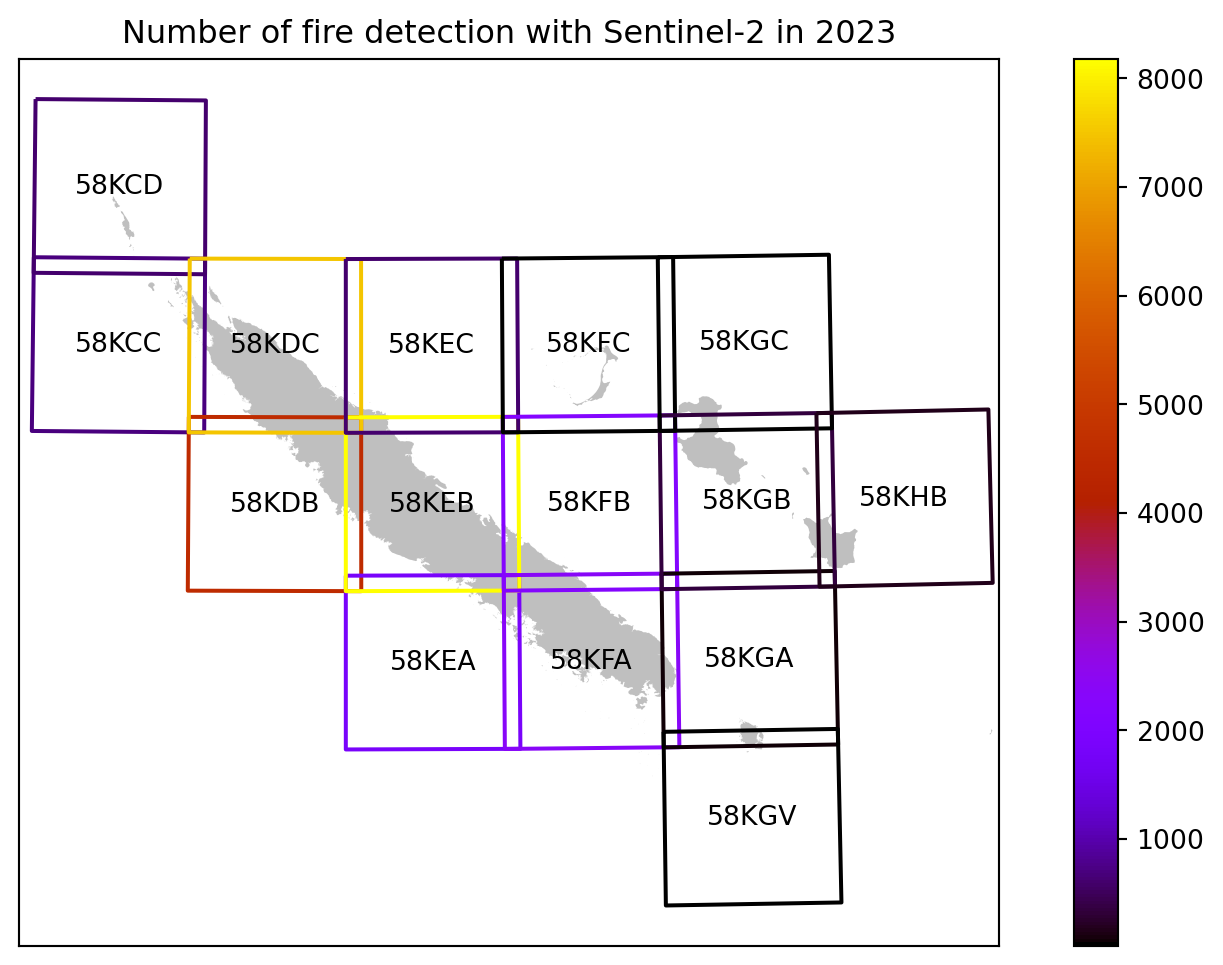 Number of fire detection with Sentinel-2 in 2023
58KCD
58KCC
58KDC
58KEC
58KFC
58KGC
58KDB
58KEB
58KFB
58KGB
58KHB
58KEA
58KFA
58KGA
58KGV
8000
7000
6000
5000
4000
3000
2000
1000